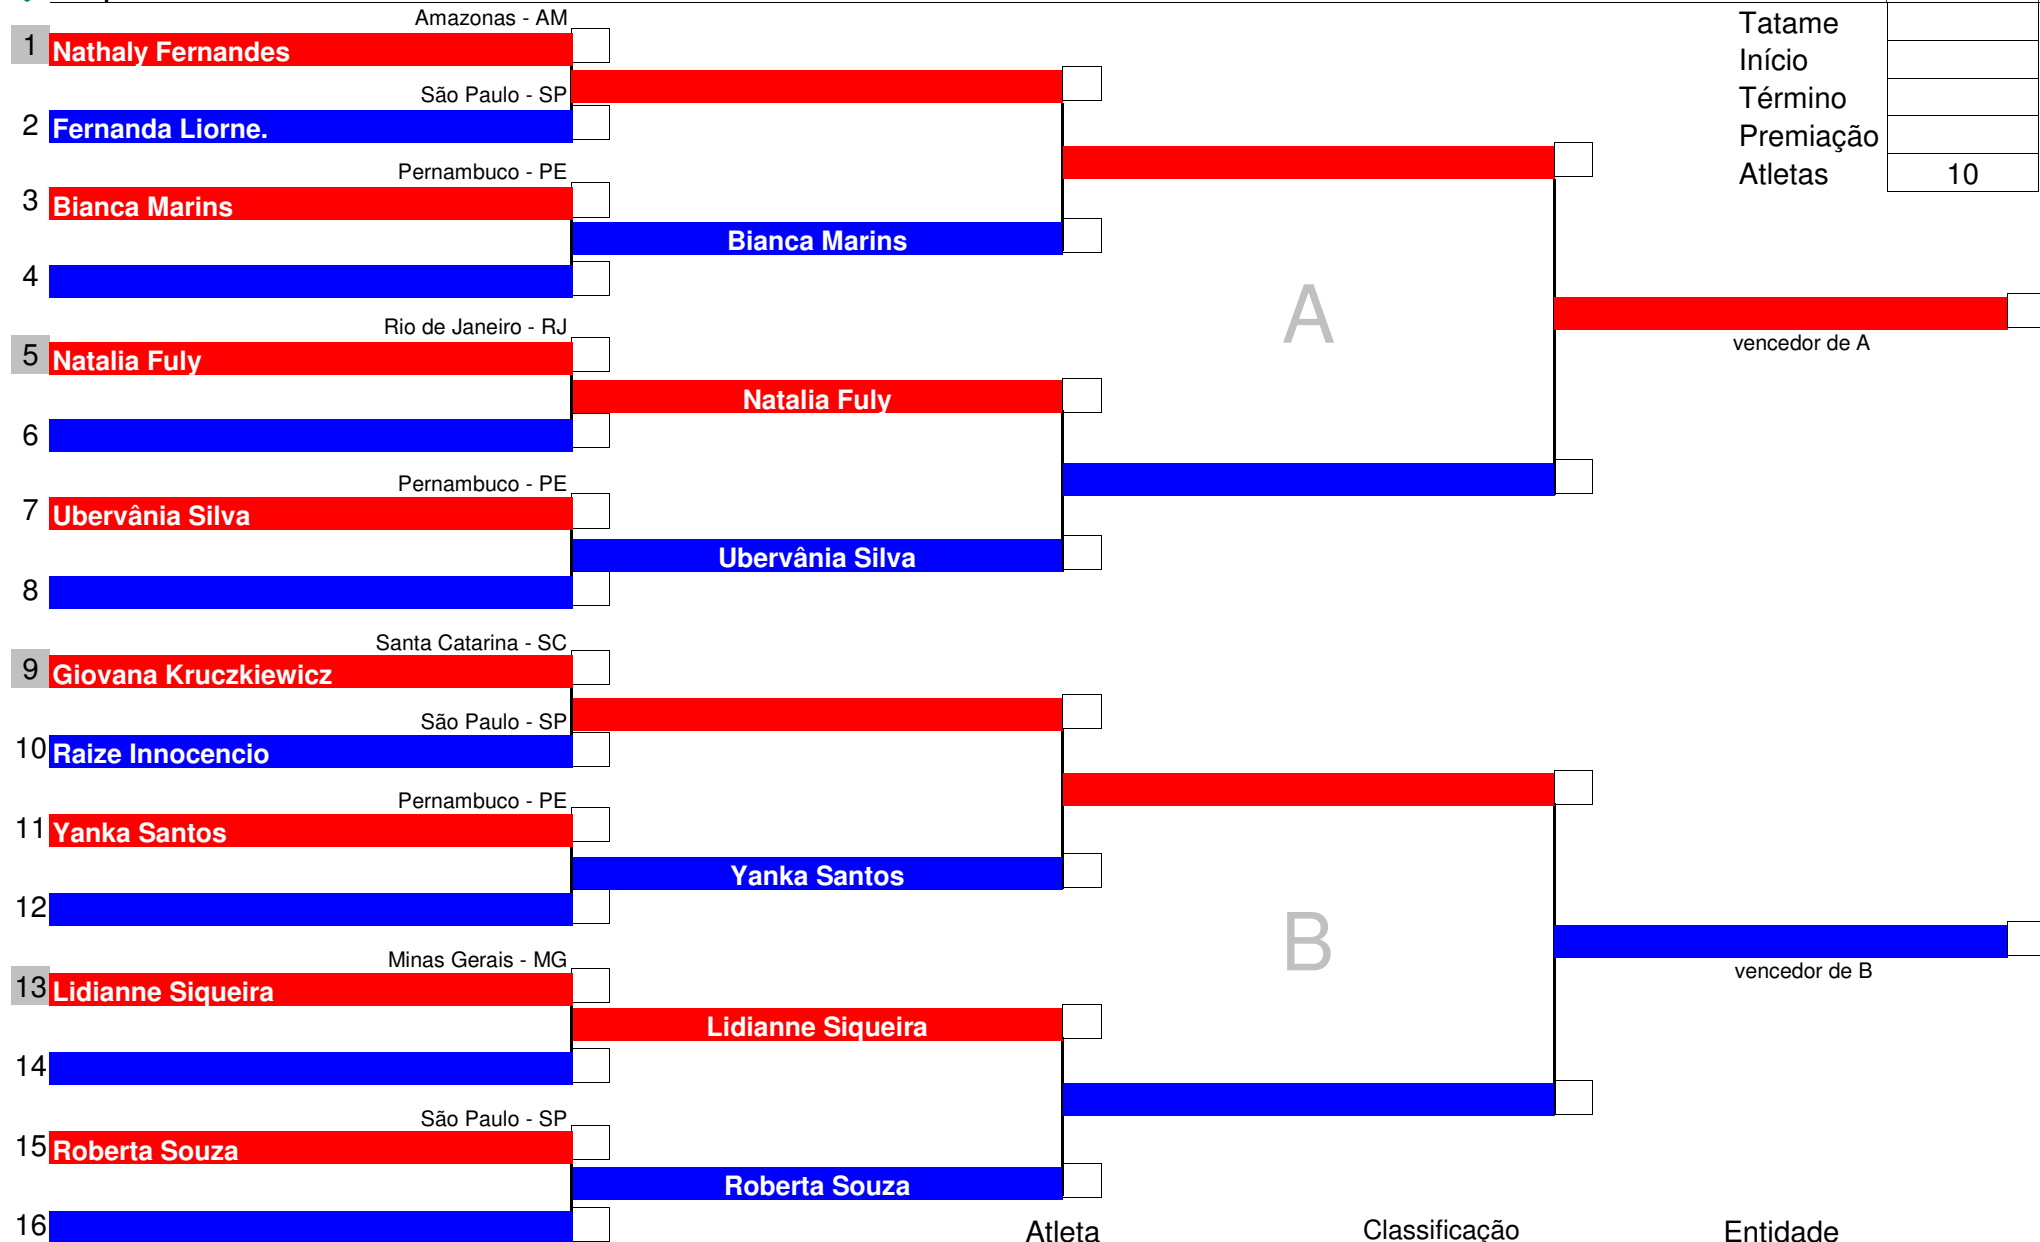 Amazonas - AM
1 Nathaly Fernandes
São Paulo - SP
2 Fernanda Liorne.
Pernambuco - PE
3 Bianca Marins
Bianca Marins
4
Rio de Janeiro - RJ
5 Natalia Fuly
Natalia Fuly
6
Pernambuco - PE
7 Ubervânia Silva
Ubervânia Silva
8
Santa Catarina - SC
9 Giovana Kruczkiewicz
São Paulo - SP
10 Raize Innocencio
Pernambuco - PE
11 Yanka Santos
Yanka Santos
12
Minas Gerais - MG
13 Lidianne Siqueira
Lidianne Siqueira
14
São Paulo - SP
15 Roberta Souza
Roberta Souza
16
A
B
Tatame
Início
Término
Premiação
Atletas 10
vencedor de A
vencedor de B
Atleta Classificação Entidade